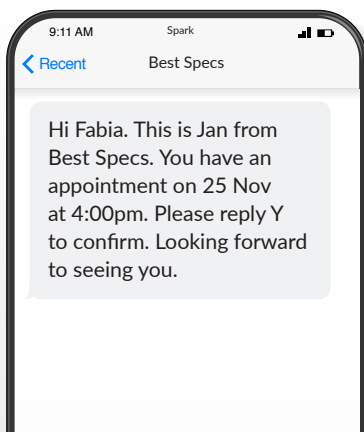 9:11 AM Spark
Recent Best Specs
Hi Fabia. This is Jan from
Best Specs. You have an
appointment on 25 Nov
at 4:00pm. Please reply Y
to confirm. Looking forward
to seeing you.